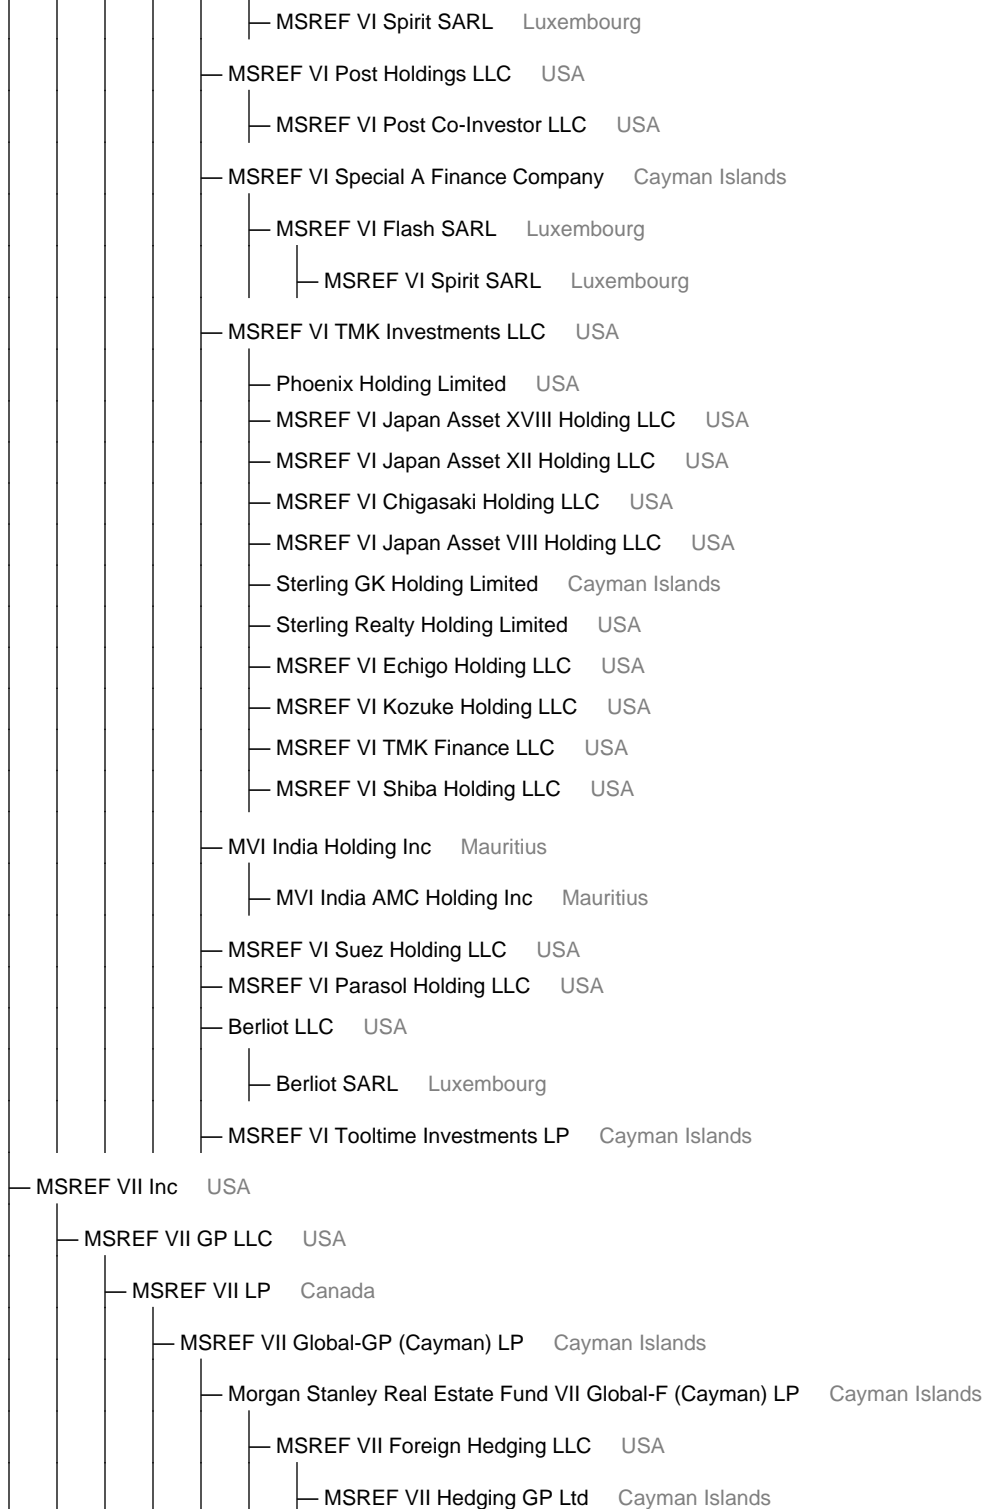 MSREF VI Spirit SARL Luxembourg
MSREF VI Post Holdings LLC USA
MSREF VI Post Co-Investor LLC USA
MSREF VI Special A Finance Company Cayman Islands
MSREF VI Flash SARL Luxembourg
MSREF VI Spirit SARL Luxembourg
MSREF VI TMK Investments LLC USA
Phoenix Holding Limited USA
MSREF VI Japan Asset XVIII Holding LLC USA
MSREF VI Japan Asset XII Holding LLC USA
MSREF VI Chigasaki Holding LLC USA
MSREF VI Japan Asset VIII Holding LLC USA
Sterling GK Holding Limited Cayman Islands
Sterling Realty Holding Limited USA
MSREF VI Echigo Holding LLC USA
MSREF VI Kozuke Holding LLC USA
MSREF VI TMK Finance LLC USA
MSREF VI Shiba Holding LLC USA
MVI India Holding Inc Mauritius
MVI India AMC Holding Inc Mauritius
MSREF VI Suez Holding LLC USA
MSREF VI Parasol Holding LLC USA
Berliot LLC USA
Berliot SARL Luxembourg
MSREF VI Tooltime Investments LP Cayman Islands
MSREF VII Inc USA
MSREF VII GP LLC USA
MSREF VII LP Canada
MSREF VII Global-GP (Cayman) LP Cayman Islands
Morgan Stanley Real Estate Fund VII Global-F (Cayman) LP Cayman Islands
MSREF VII Foreign Hedging LLC USA
MSREF VII Hedging GP Ltd Cayman Islands